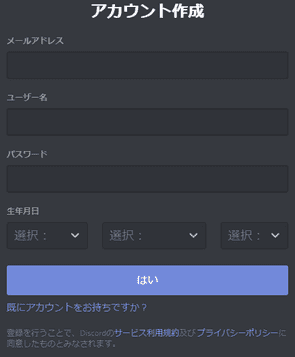 アカウント作成
メールアドレス
ユーザー名
パスワード
生年月日
選択： 選択： 選択：
はい
既にアカウントをお持ちですか？
登録を行うことで、Discordのサービス利用規約及びプライバシーポリシーに
同意したものとみなされます。